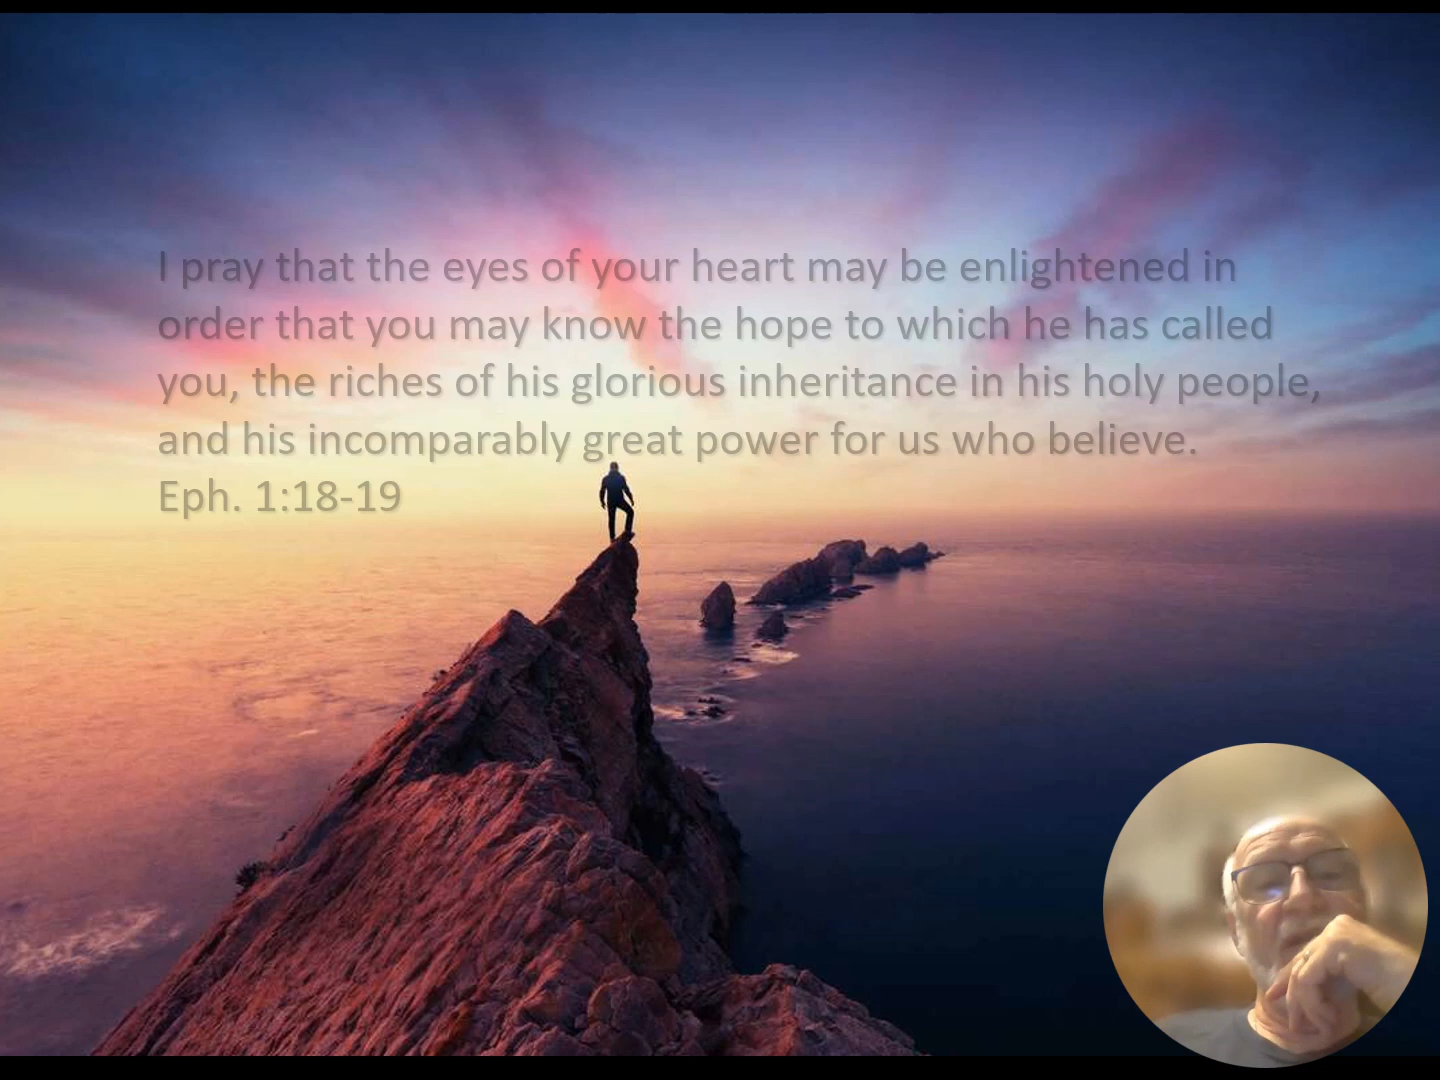 I pray that the eyes of your heart may be enlightened in
order that you may know the hope to which he has called
you, the riches of his glorious inheritance in his holy people,
and his incomparably great power for us who believe.
Eph. 1:18-19